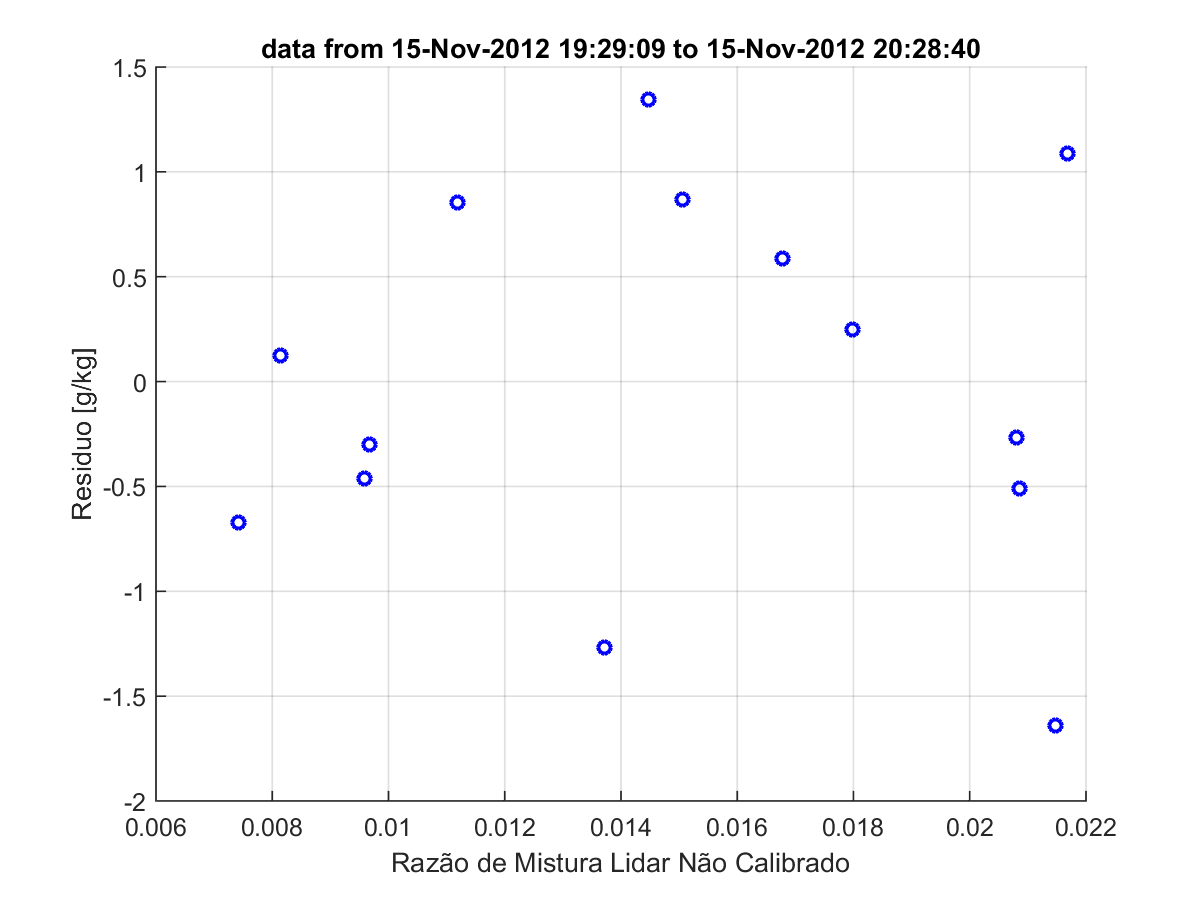 data from 15-Nov-2012 19:29:09 to 15-Nov-2012 20:28:40
1.5
1
0.5
0
-0.5
-1
-1.5
-2
Residuo [g/kg]
0.006 0.008 0.01 0.012 0.014 0.016 0.018 0.02 0.022
Razão de Mistura Lidar Não Calibrado